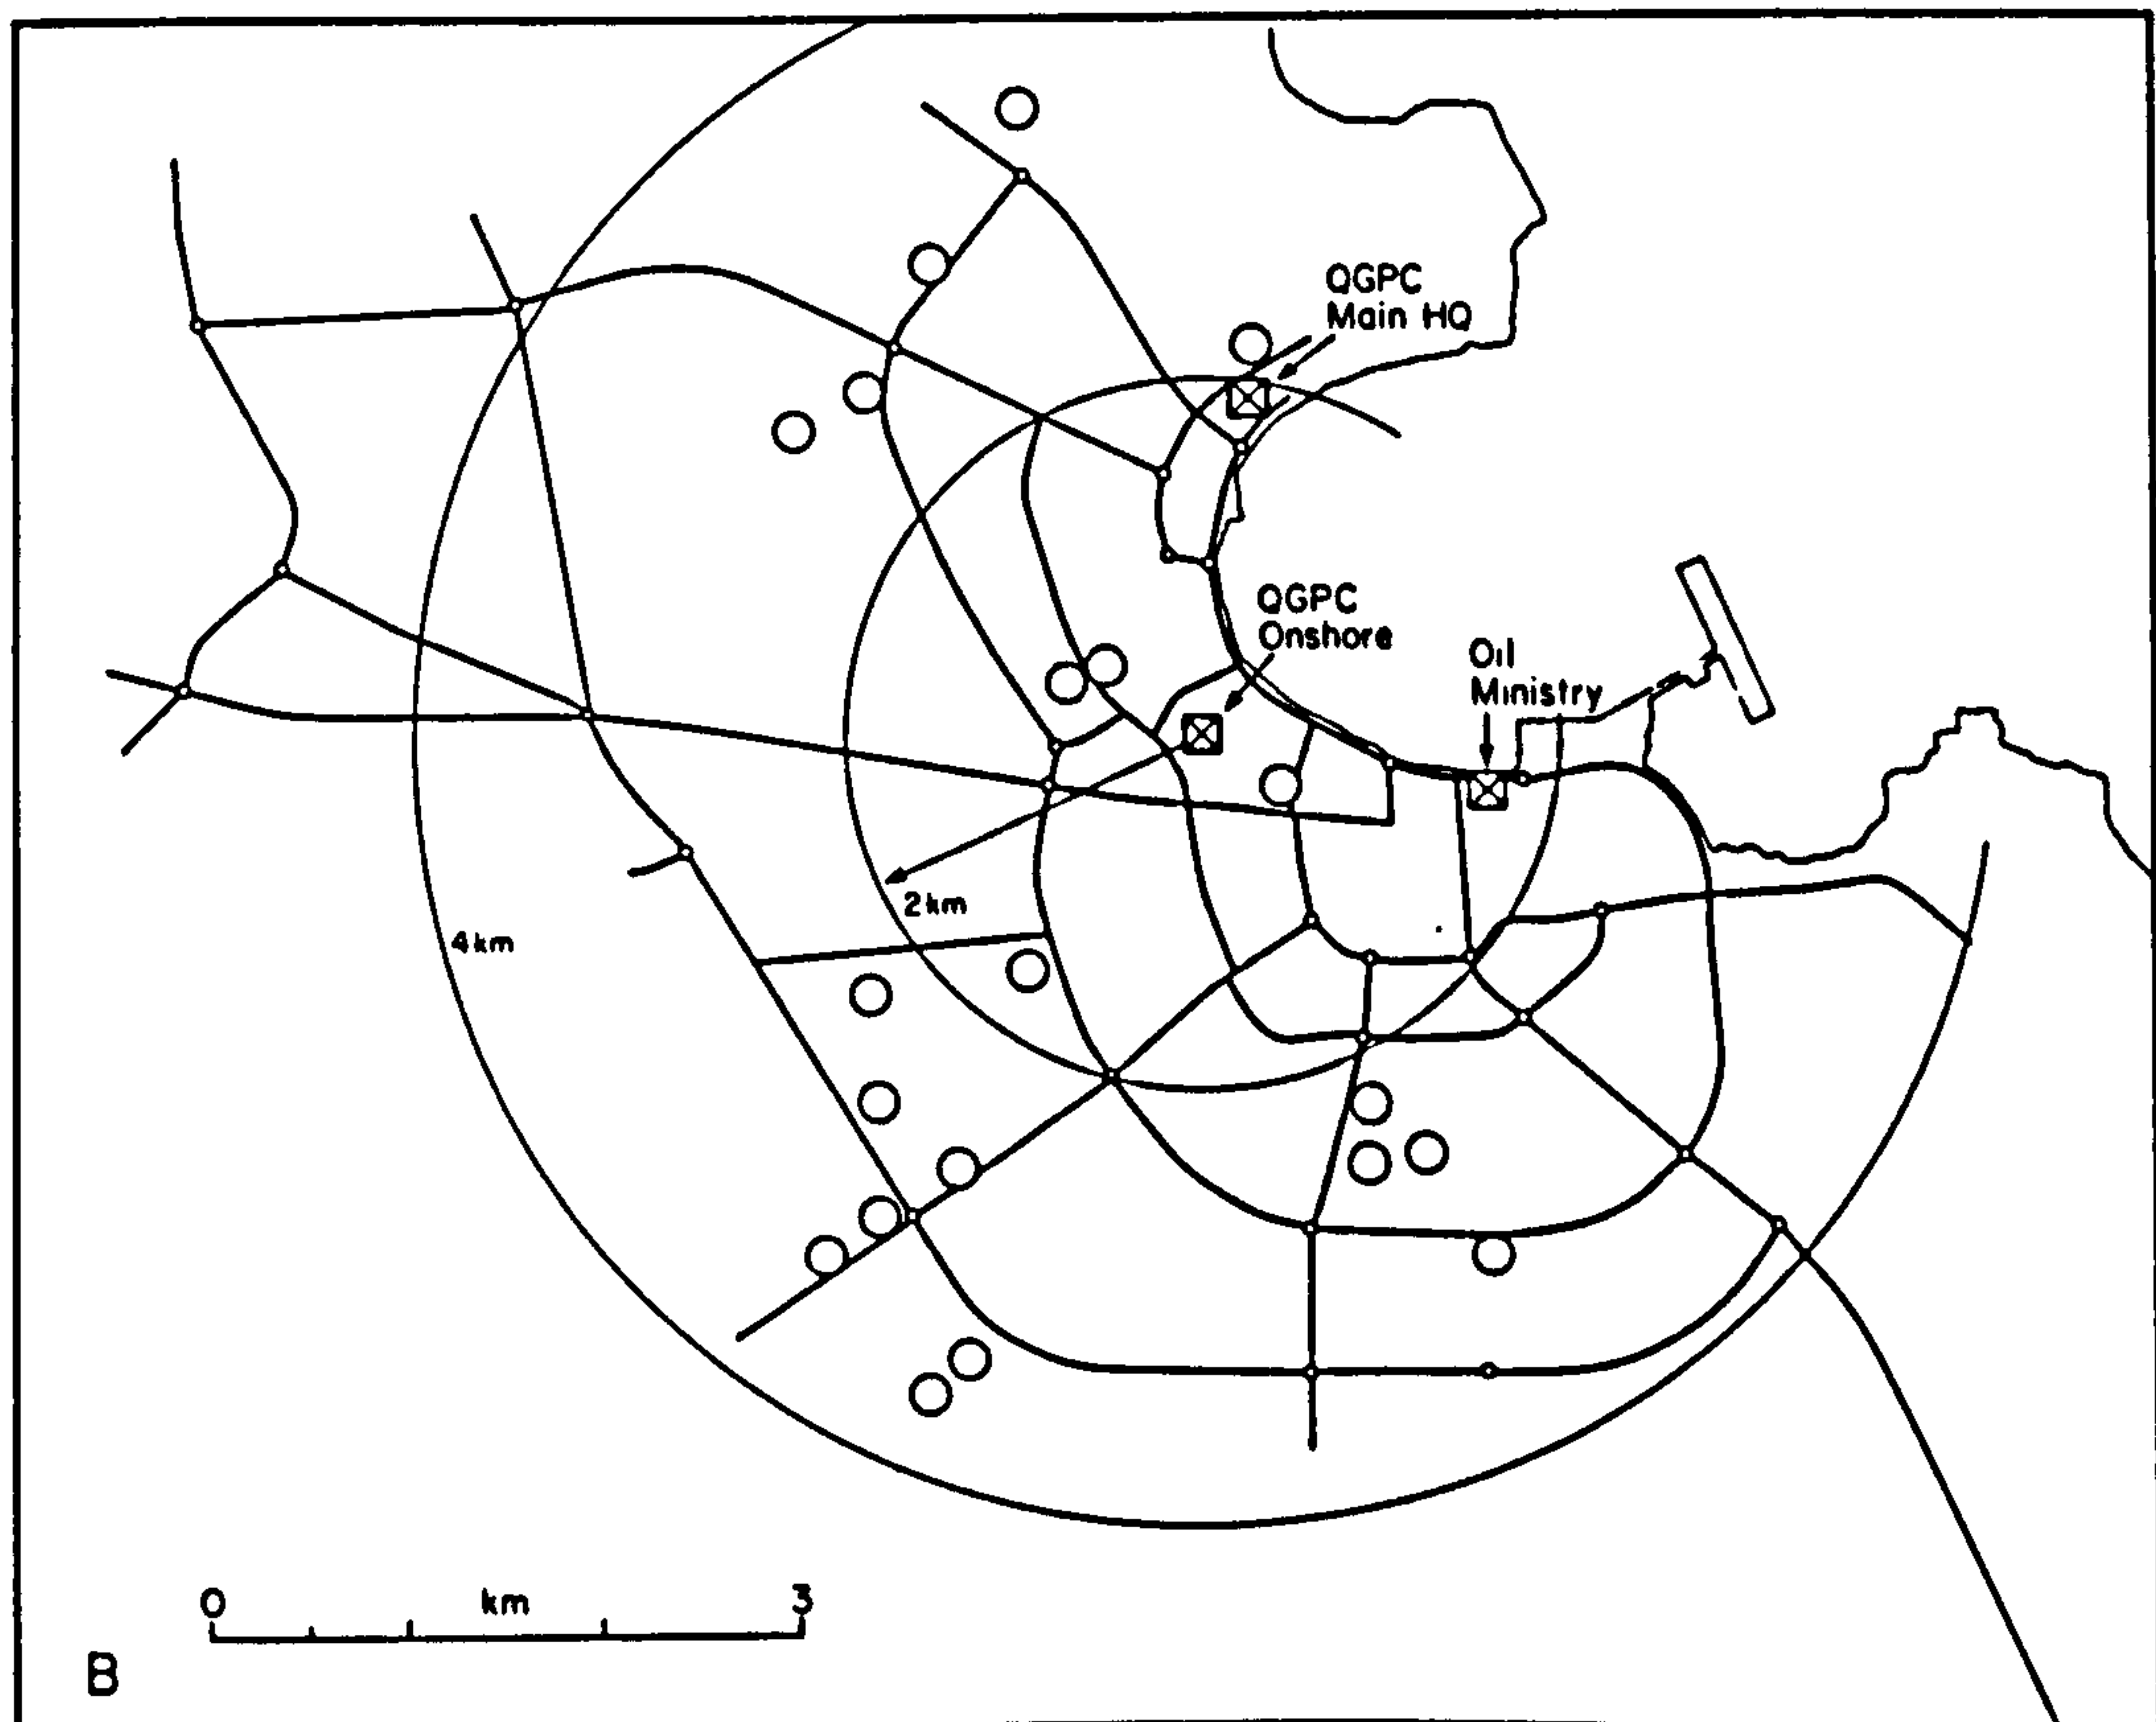 QGPC
Main HQ
QGPC
Onshore
Oil
Ministry
2 km
4 km
0 km 3
B